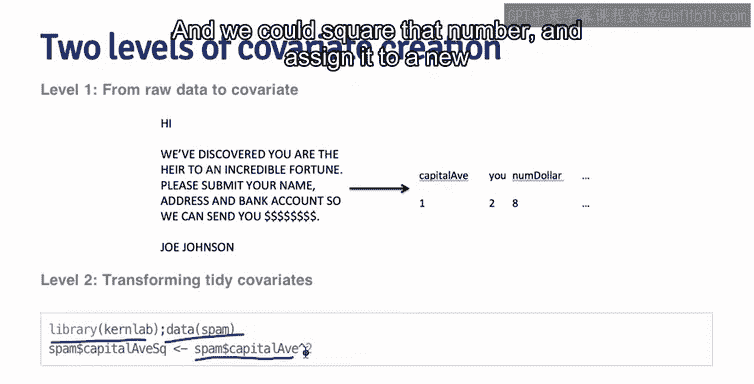 And we could square that number, and
assign it to a new
Two levels of covariate creation
Level 1: From raw data to covariate
HI
WE'VE DISCOVERED YOU ARE THE
HEIR TO AN INCREDIBLE FORTUNE.
PLEASE SUBMIT YOUR NAME,
ADDRESS AND BANK ACCOUNT SO
WE CAN SEND YOU $$$$$$$$.
JOE JOHNSON
capitalAve you numDollar ...
1 2 8 ...
Level 2: Transforming tidy covariates
library(kernlab);data(spam)
spam$capitalAveSq <- spam$capitalAve^2